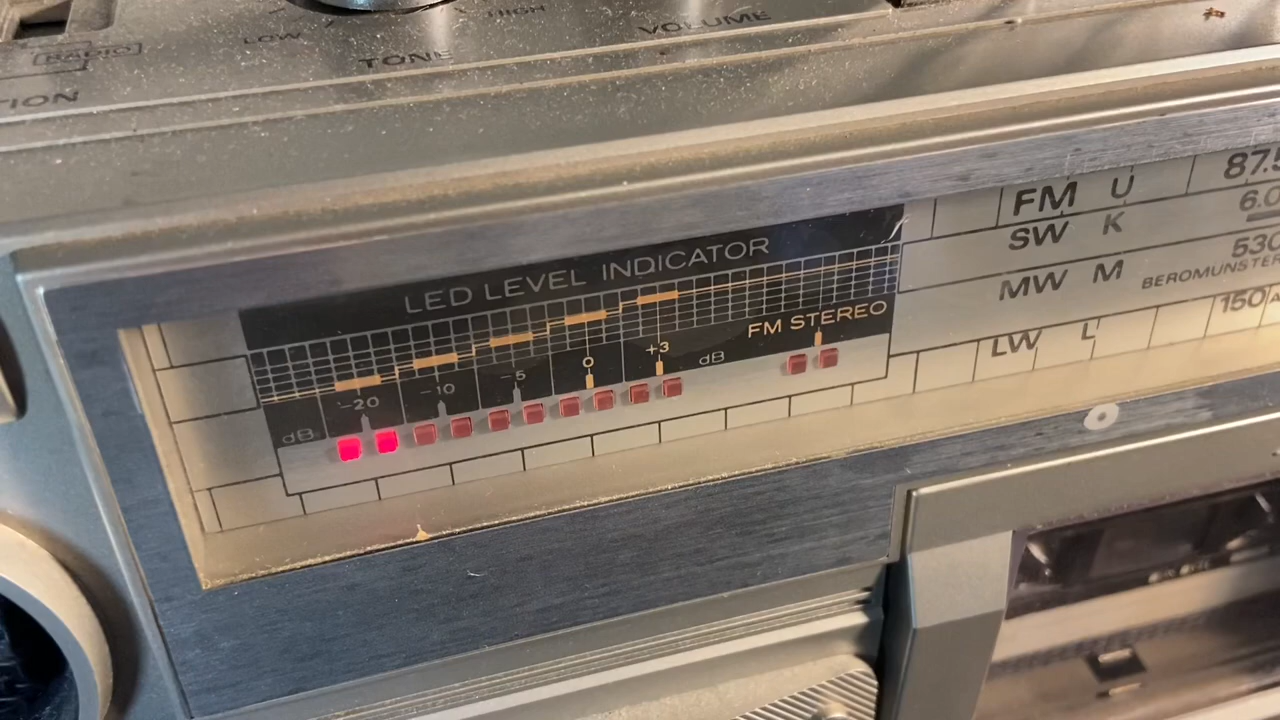 LOW HIGH VOLUME
RADIO TONE
TION
LED LEVEL INDICATOR
FM STEREO
dB -20 -10 -5 0 +3 dB
FM U 87.5
SW K 6.0
MW M 530
BEROMUNSTER
LW L 150